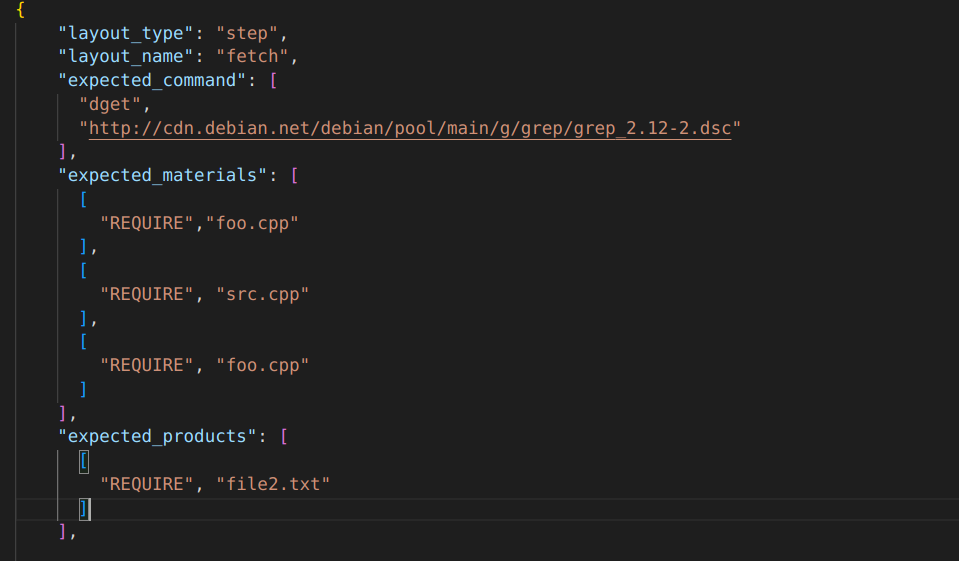 {
"layout_type": "step",
"layout_name": "fetch",
"expected_command": [
"dget",
"http://cdn.debian.net/debian/pool/main/g/grep/grep_2.12-2.dsc"
],
"expected_materials": [
[
"REQUIRE","foo.cpp"
],
[
"REQUIRE", "src.cpp"
],
[
"REQUIRE", "foo.cpp"
]
],
"expected_products": [
[
"REQUIRE", "file2.txt"
]
],